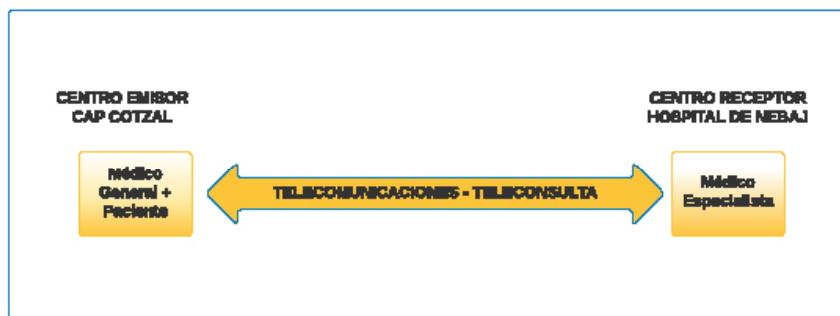 CENTRO EMISOR
CAP COTZAL
CENTRO RECEPTOR
HOSPITAL DE NEBAJ
Médico
General +
Paciente
TELECOMUNICACIONES - TELECONSULTA
Médico
Especialista